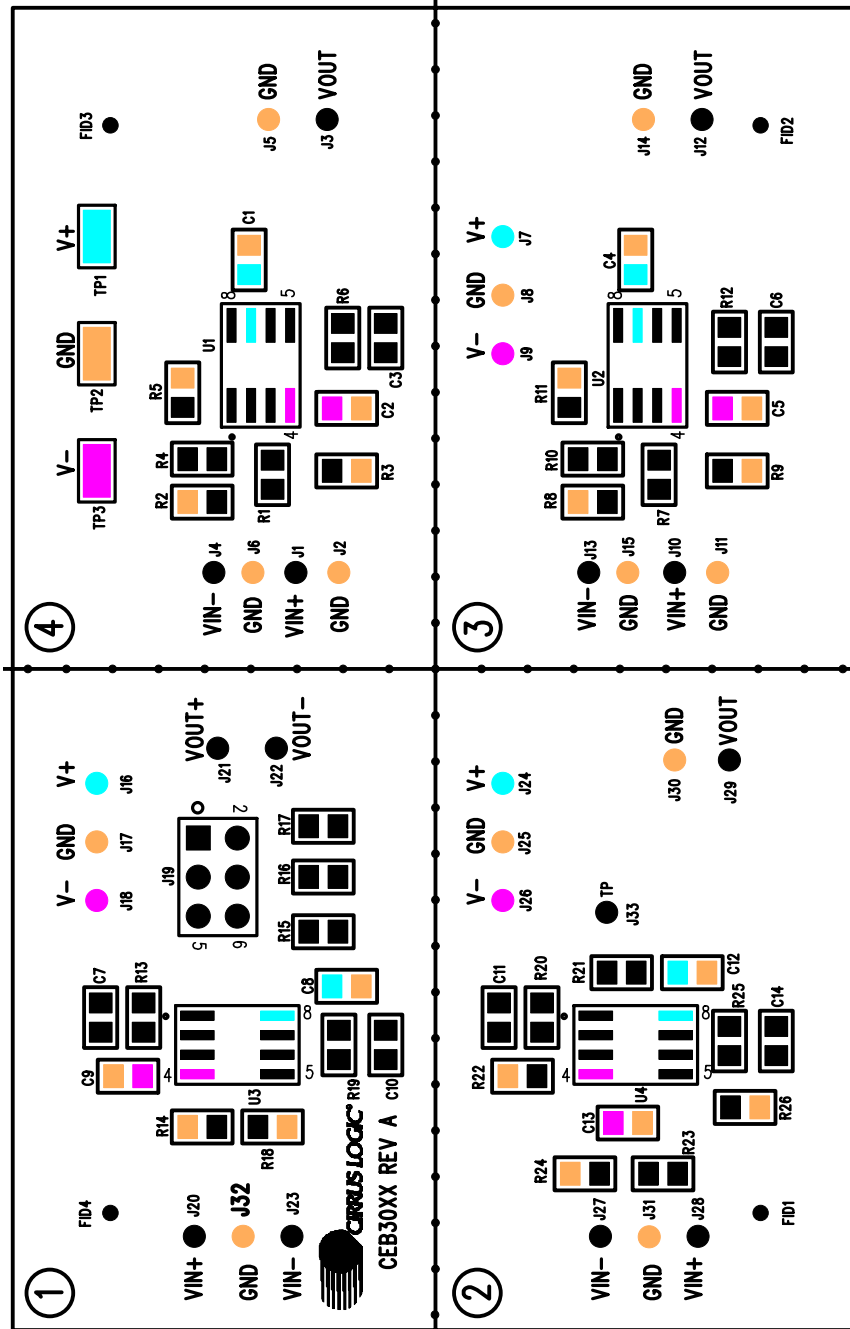 4
FID3
J5
GND
J3
VOUT
V+
TP1
GND
TP2
V-
TP3
C1
8
5
U1
4
R6
C3
C2
R5
R4
R2
R1
R3
VIN-
J4
GND
J6
VIN+
J1
GND
J2
3
J14
GND
J12
VOUT
FID2
V+
J7
GND
J8
V-
J9
C4
8
5
U2
4
R12
C6
C5
R11
R10
R8
R7
R9
VIN-
J13
GND
J15
VIN+
J10
GND
J11
1
VOUT+
J21
VOUT-
J22
V+
J16
GND
J17
V-
J18
J19
2
5
6
R17
R16
R15
C7
R13
C8
C9
4
8
5
U3
R14
R18
R19
C10
FID4
VIN+
J20
GND
J32
VIN-
J23
CIRRUS LOGIC®
CEB30XX REV A
2
J30
GND
J29
VOUT
V+
J24
GND
J25
V-
J26
TP
J33
C11
R20
R21
C12
R22
4
8
5
U4
R25
C14
C13
R26
R24
R23
VIN-
J27
GND
J31
VIN+
J28
FID1